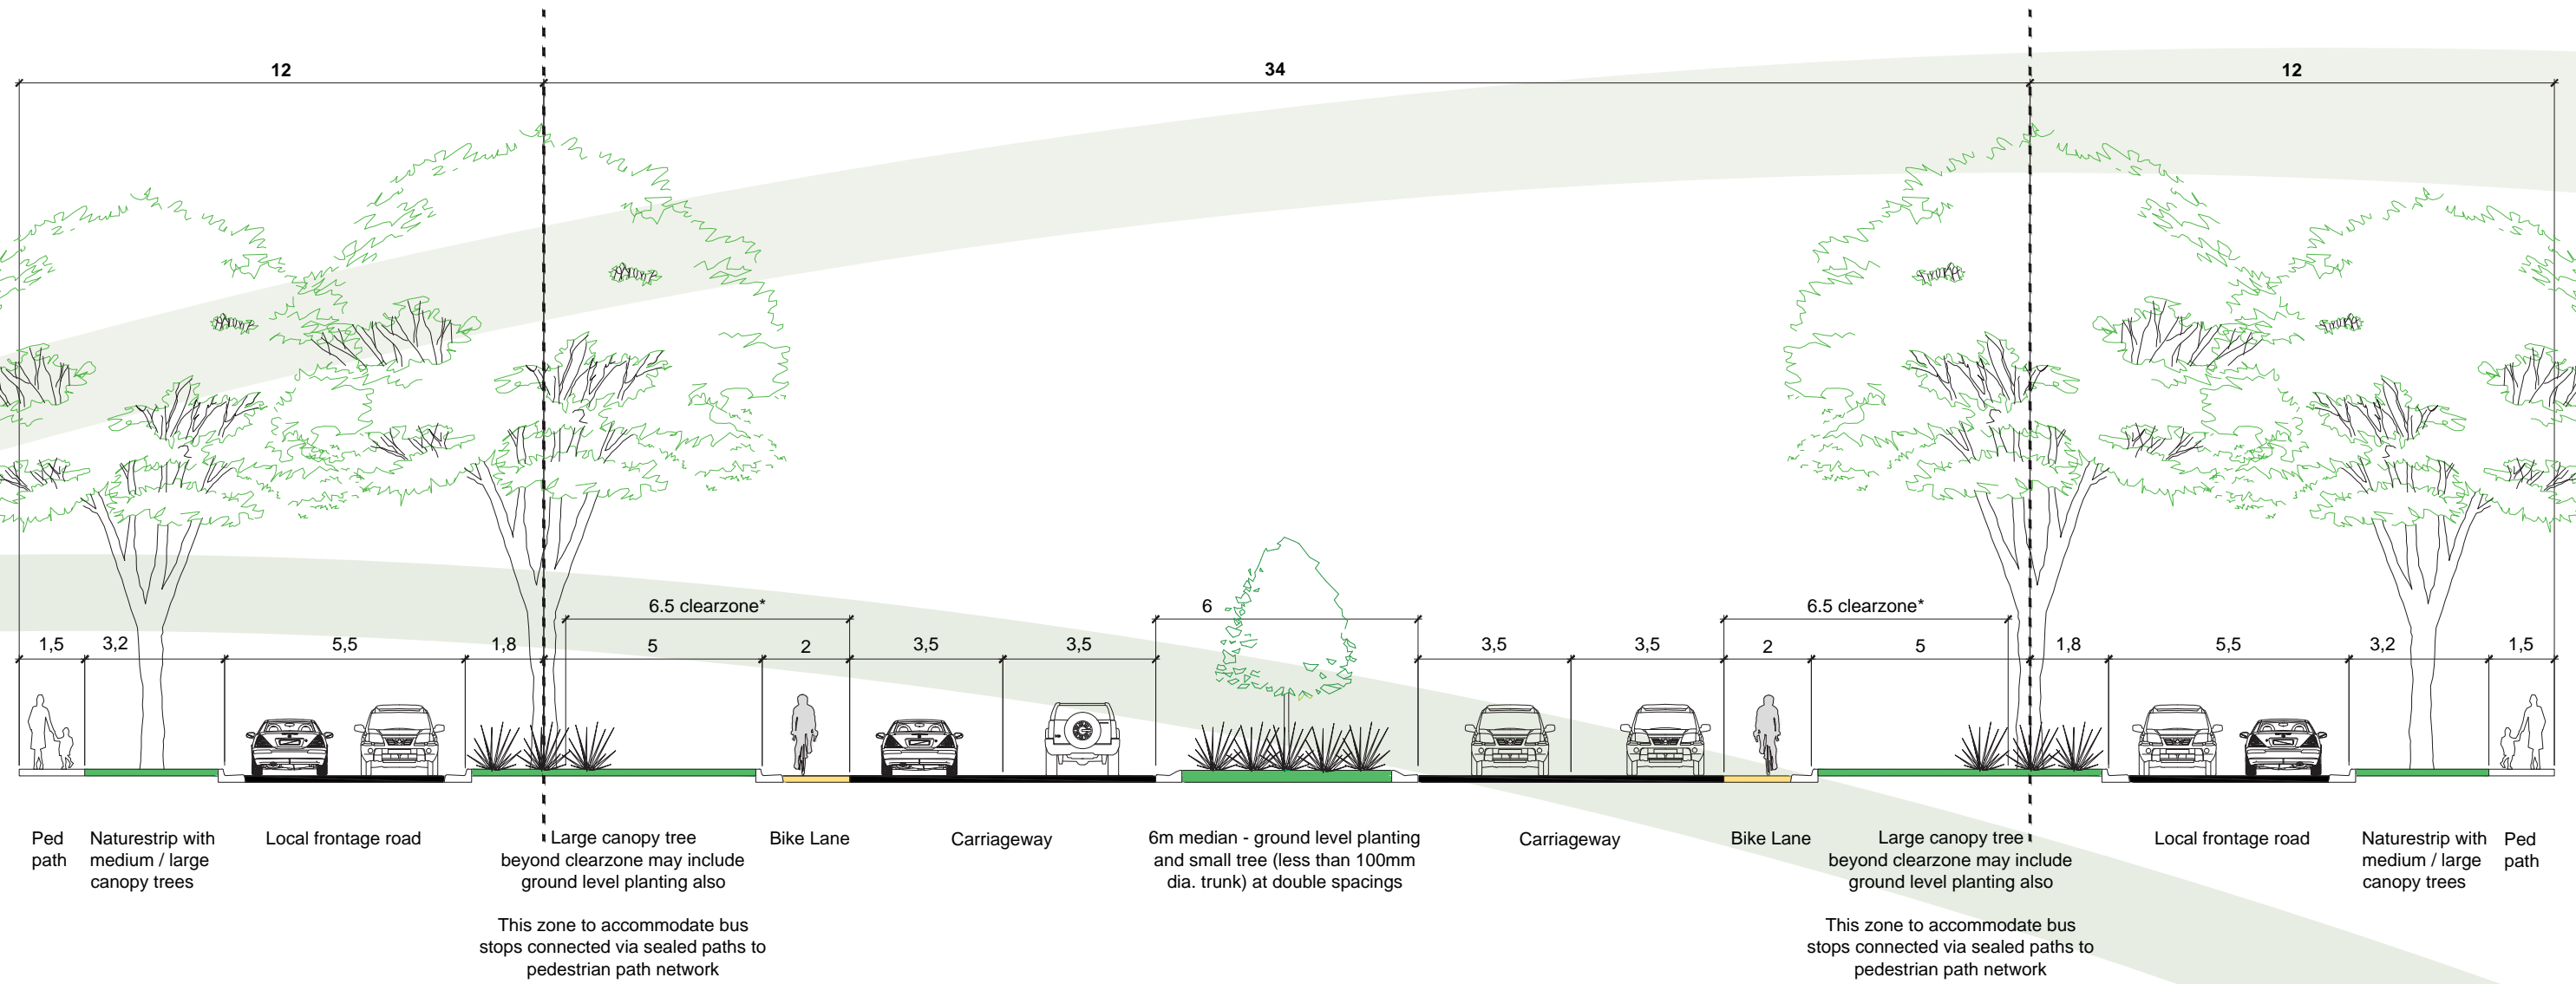 12
34
12
6.5 clearzone*
6
6.5 clearzone*
1,5
3,2
5,5
1,8
5
2
3,5
3,5
3,5
3,5
2
5
1,8
5,5
3,2
1,5
Ped
path
Naturestrip with
medium / large
canopy trees
Local frontage road
Large canopy tree
beyond clearzone may include
ground level planting also
This zone to accommodate bus
stops connected via sealed paths to
pedestrian path network
Bike Lane
Carriageway
6m median - ground level planting
and small tree (less than 100mm
dia. trunk) at double spacings
Carriageway
Bike Lane
Large canopy tree
beyond clearzone may include
ground level planting also
This zone to accommodate bus
stops connected via sealed paths to
pedestrian path network
Local frontage road
Naturestrip with
medium / large
canopy trees
Ped
path